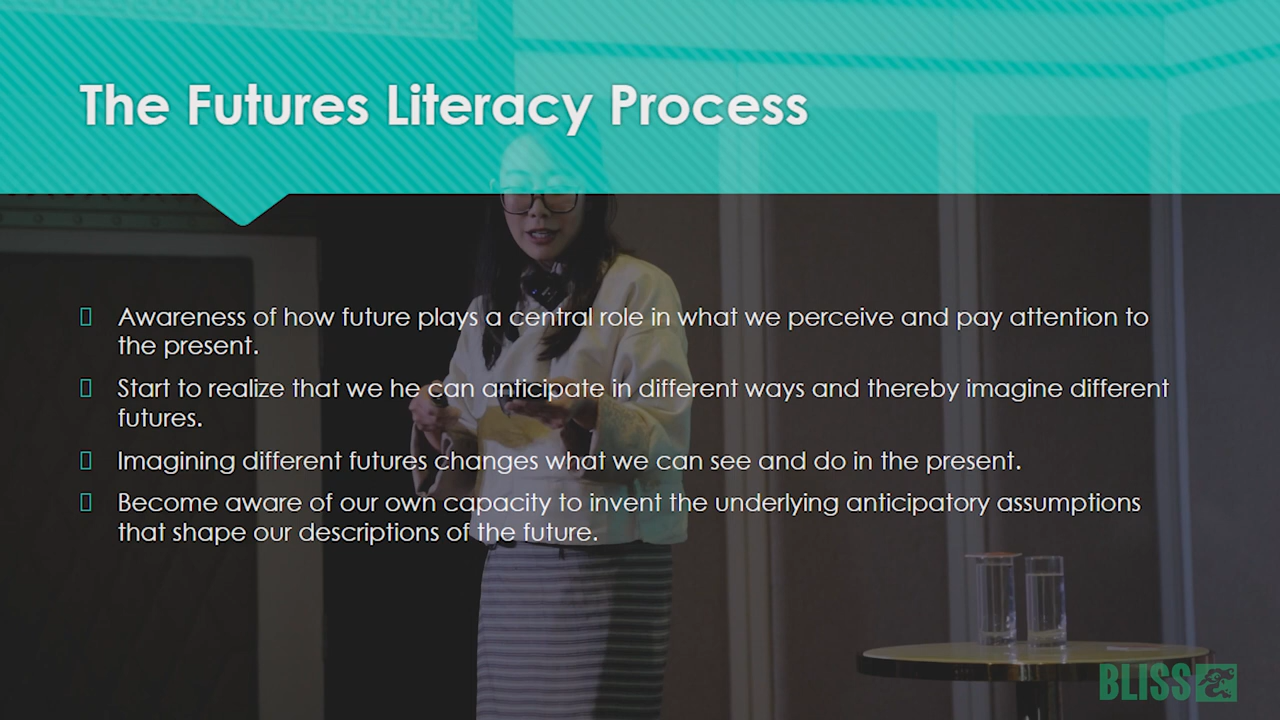 The Futures Literacy Process
Awareness of how future plays a central role in what we perceive and pay attention to
the present.
Start to realize that we he can anticipate in different ways and thereby imagine different
futures.
Imagining different futures changes what we can see and do in the present.
Become aware of our own capacity to invent the underlying anticipatory assumptions
that shape our descriptions of the future.
BLISS